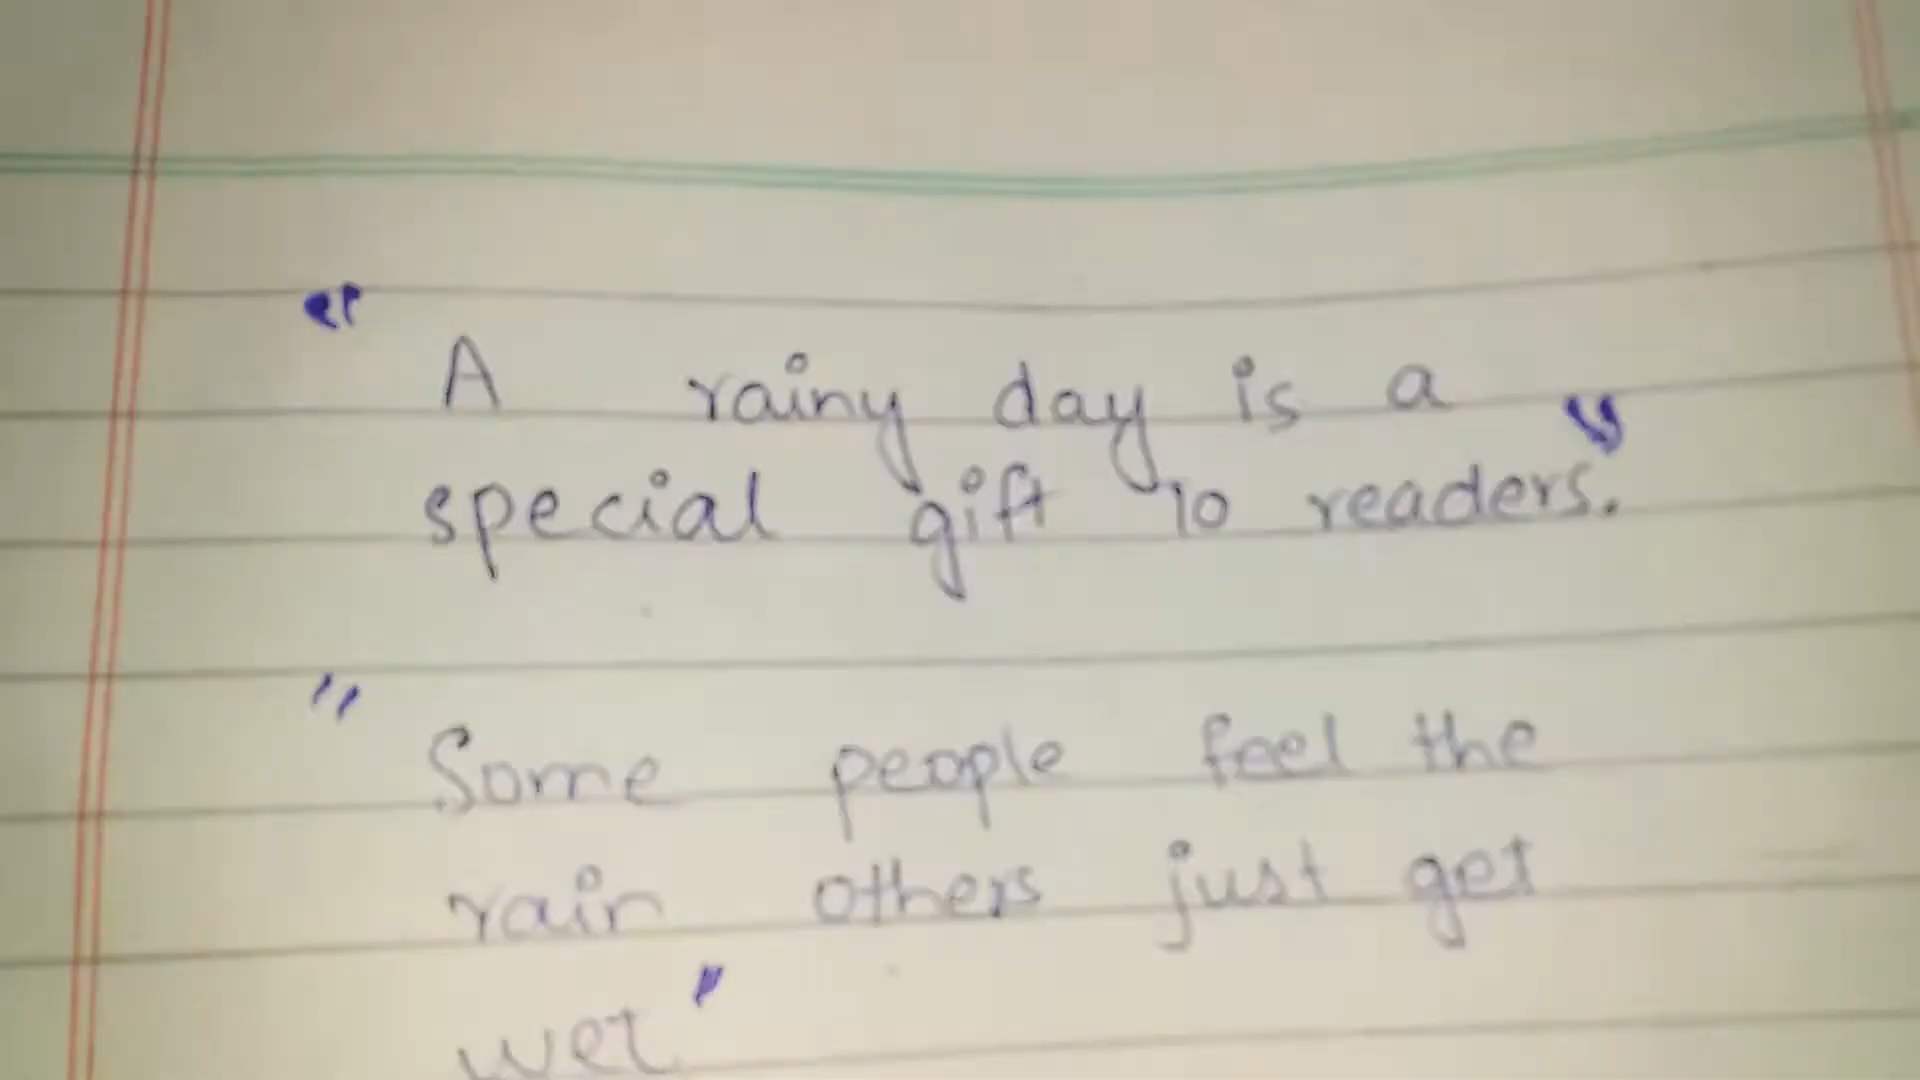 "A rainy day is a
special gift to readers."
"Some people feel the
rain others just get
wet"